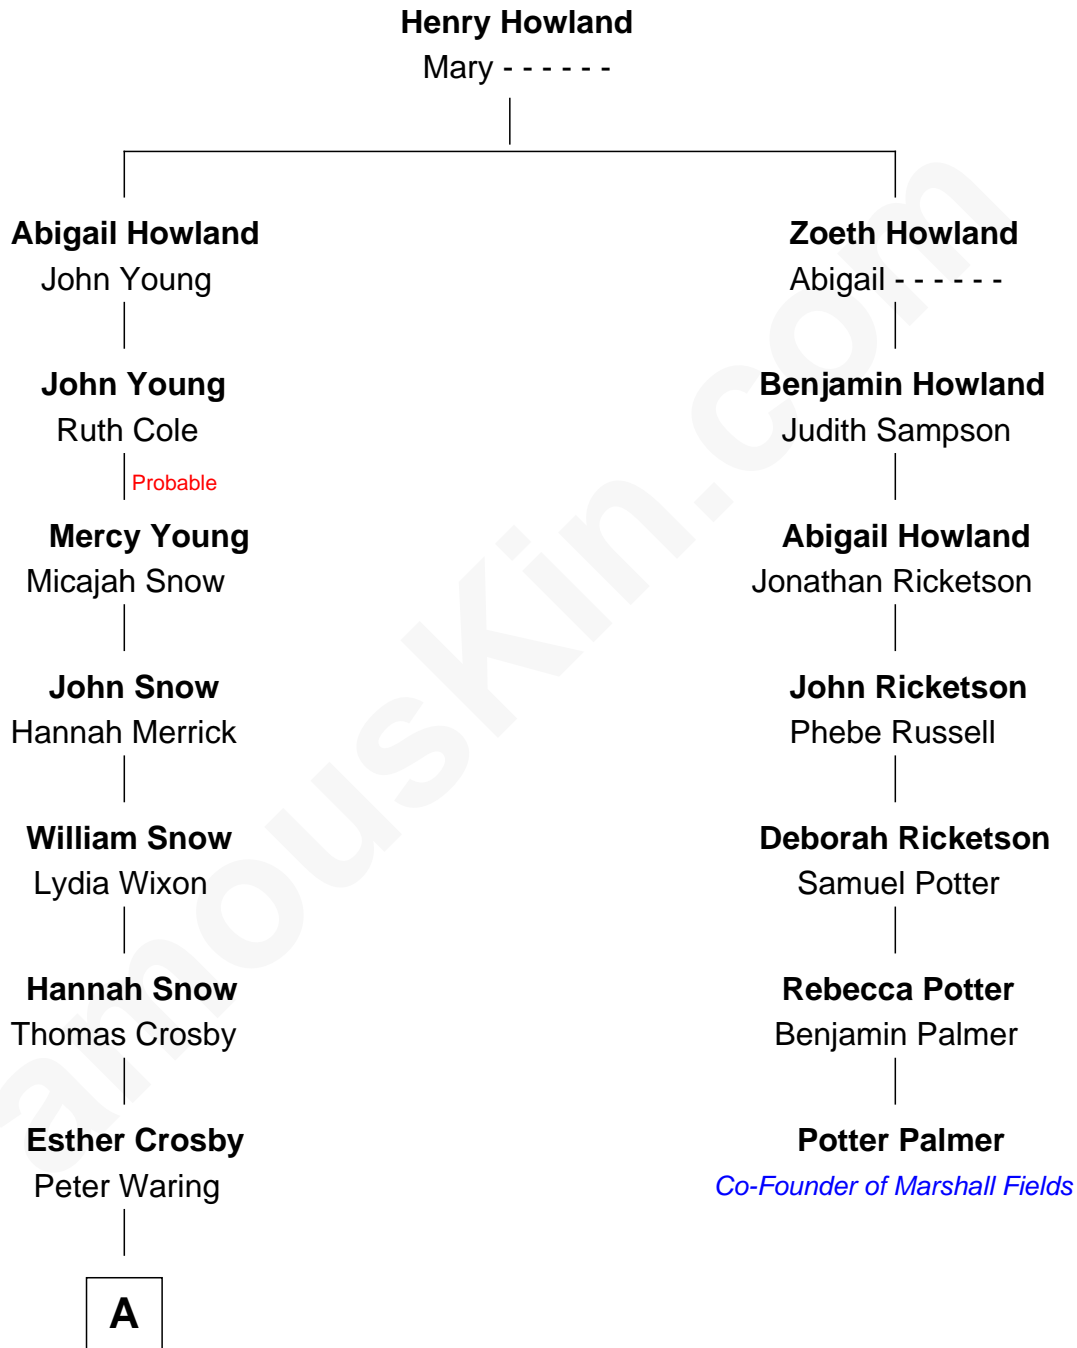 Henry Howland
Mary - - - - - -
Abigail Howland
John Young
Zoeth Howland
Abigail - - - - - -
John Young
Ruth Cole
Probable
Benjamin Howland
Judith Sampson
Mercy Young
Micajah Snow
Abigail Howland
Jonathan Ricketson
John Snow
Hannah Merrick
John Ricketson
Phebe Russell
William Snow
Lydia Wixon
Deborah Ricketson
Samuel Potter
Hannah Snow
Thomas Crosby
Rebecca Potter
Benjamin Palmer
Esther Crosby
Peter Waring
Potter Palmer
Co-Founder of Marshall Fields
A
amousKin.com